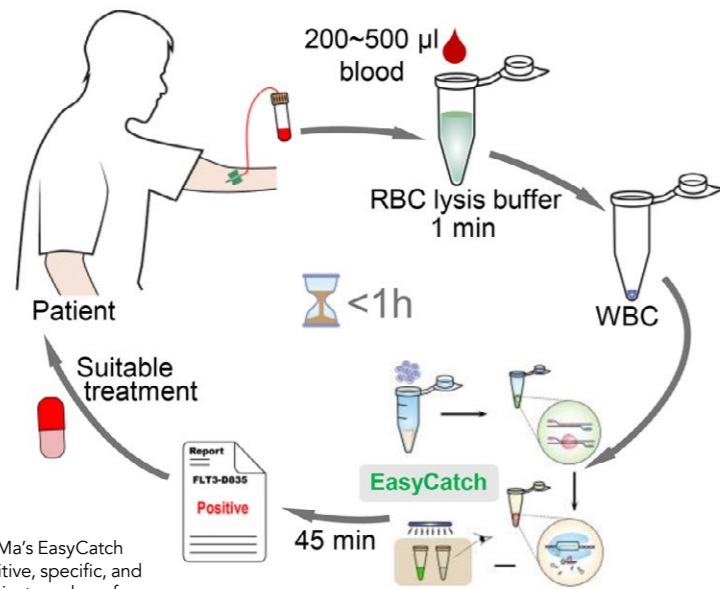 200~500 µl
blood
RBC lysis buffer
1 min
Patient
<1h
WBC
Suitable
treatment
Report
FLT3-D835
Positive
EasyCatch
45 min
Ma's EasyCatch
itive, specific, and